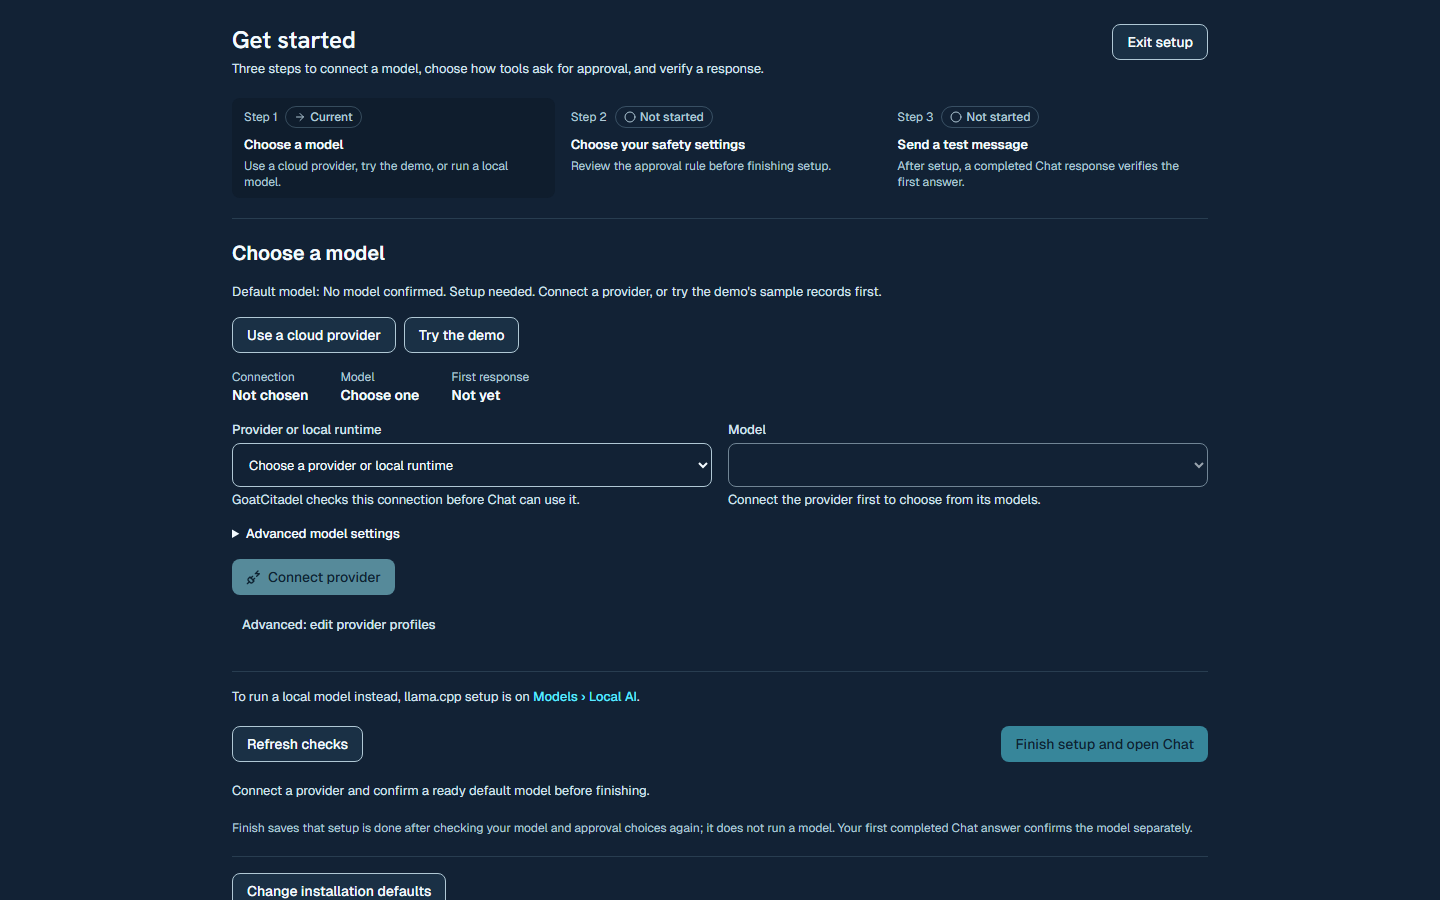 Get started
Exit setup
Three steps to connect a model, choose how tools ask for approval, and verify a response.
Step 1 Current
Choose a model
Use a cloud provider, try the demo, or run a local
model.
Step 2 Not started
Choose your safety settings
Review the approval rule before finishing setup.
Step 3 Not started
Send a test message
After setup, a completed Chat response verifies the
first answer.
Choose a model
Default model: No model confirmed. Setup needed. Connect a provider, or try the demo's sample records first.
Use a cloud provider
Try the demo
Connection
Not chosen
Model
Choose one
First response
Not yet
Provider or local runtime
Choose a provider or local runtime
GoatCitadel checks this connection before Chat can use it.
Model
Connect the provider first to choose from its models.
Advanced model settings
Connect provider
Advanced: edit provider profiles
To run a local model instead, llama.cpp setup is on Models › Local AI.
Refresh checks
Finish setup and open Chat
Connect a provider and confirm a ready default model before finishing.
Finish saves that setup is done after checking your model and approval choices again; it does not run a model. Your first completed Chat answer confirms the model separately.
Change installation defaults